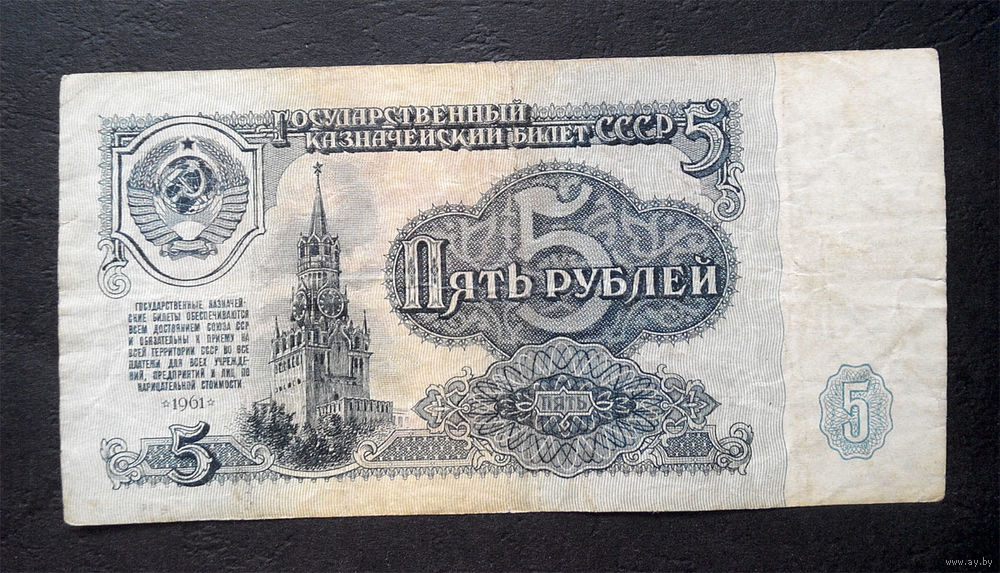 Государственный
казначейский билет СССР 5
5
Пять рублей
Государственные казначей-
ские билеты обеспечиваются
всем достоянием Союза ССР
и обязательны к приему на
всей территории СССР во все
платежи для всех учрежде-
ний, предприятий и лиц по
нарицательной стоимости
☆1961☆
ПЯТЬ
5
5
www.ay.by